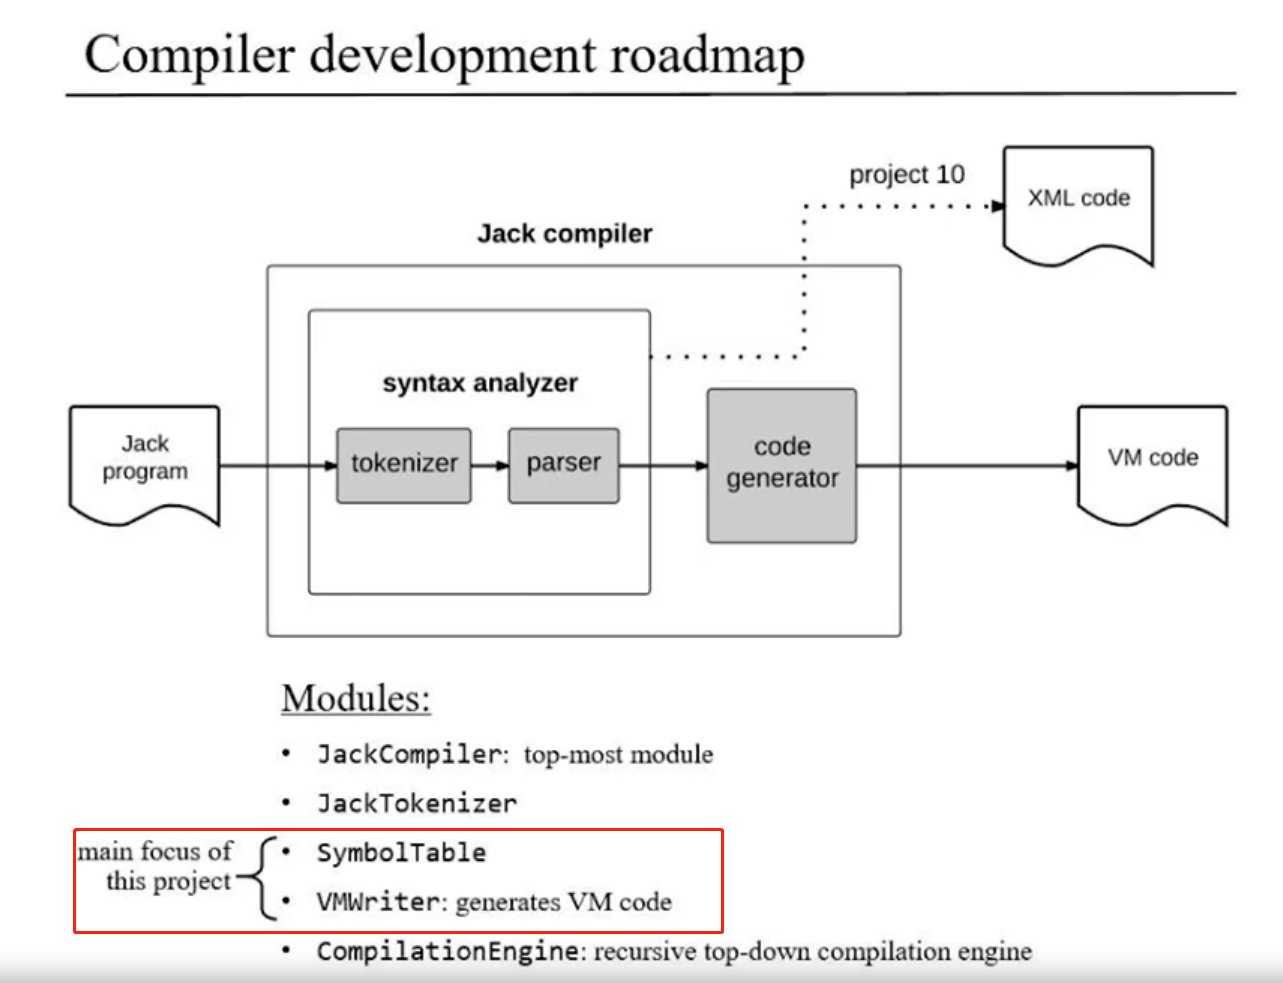 Compiler development roadmap
project 10
XML code
Jack compiler
syntax analyzer
Jack
program
tokenizer
parser
code
generator
VM code
Modules:
• JackCompiler: top-most module
• JackTokenizer
main focus of
this project
• SymbolTable
• VMWriter: generates VM code
• CompilationEngine: recursive top-down compilation engine